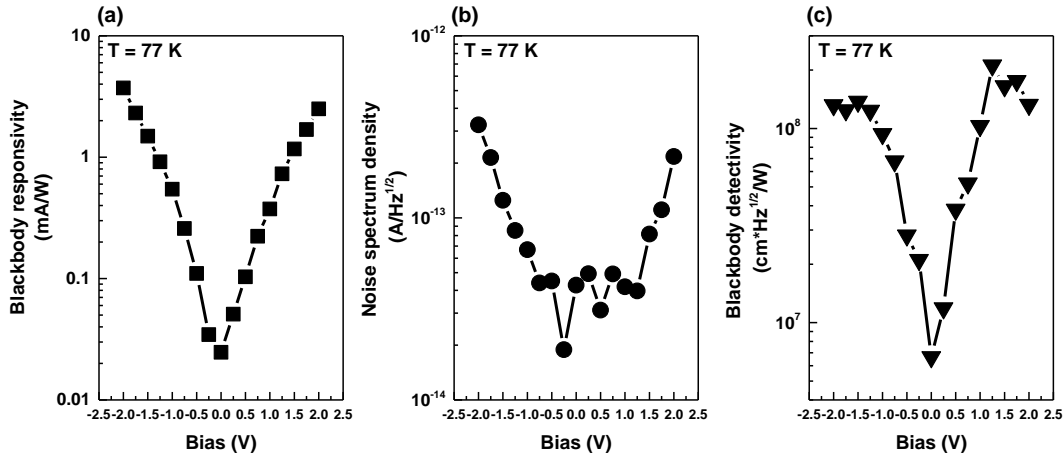 (a)
T = 77 K
Blackbody responsivity
(mA/W)
10
1
0.1
0.01
-2.5 -2.0 -1.5 -1.0 -0.5 0.0 0.5 1.0 1.5 2.0 2.5
Bias (V)
(b)
T = 77 K
Noise spectrum density
(A/Hz^{1/2})
10^{-12}
10^{-13}
10^{-14}
-2.5 -2.0 -1.5 -1.0 -0.5 0.0 0.5 1.0 1.5 2.0 2.5
Bias (V)
(c)
T = 77 K
Blackbody detectivity
(cm*Hz^{1/2}/W)
10^8
10^7
-2.5 -2.0 -1.5 -1.0 -0.5 0.0 0.5 1.0 1.5 2.0 2.5
Bias (V)